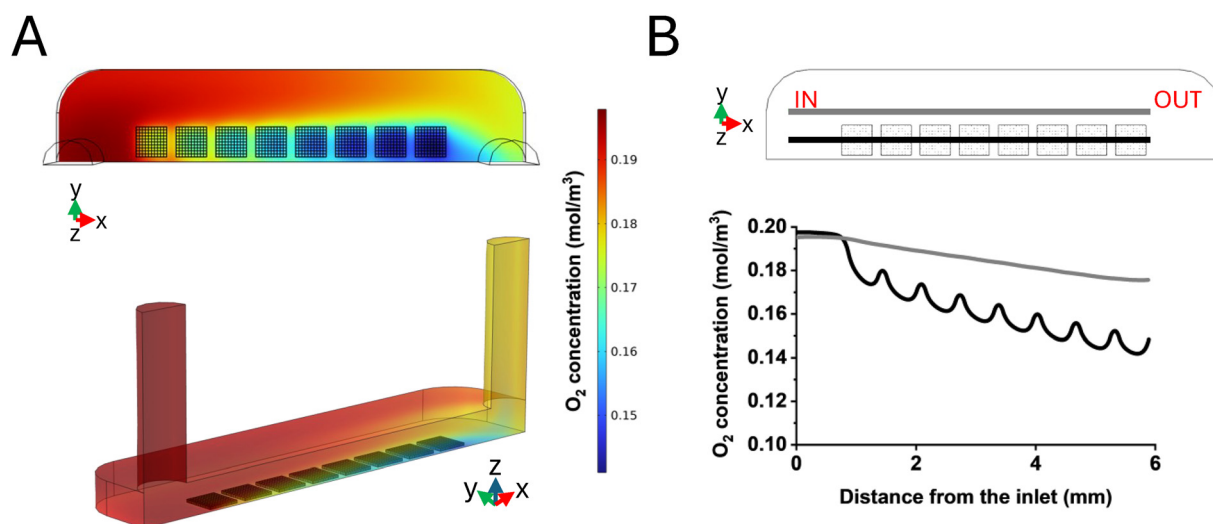 A
y
z
x
y
x
z
O2 concentration (mol/m3)
0.19
0.18
0.17
0.16
0.15
B
y
z
x
IN
OUT
O2 concentration (mol/m3)
0.20
0.18
0.16
0.14
0.12
0.10
0
2
4
6
Distance from the inlet (mm)